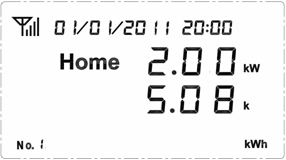 01/01/2011 20:00
Home 2.00 kW
5.08 k
No. 1 kWh